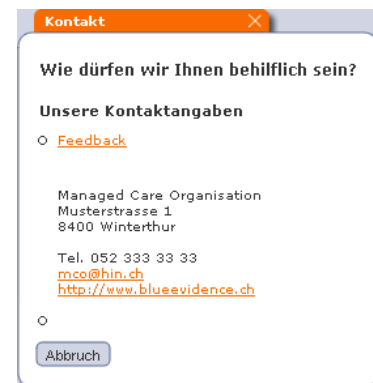 Kontakt
Wie dürfen wir Ihnen behilflich sein?
Unsere Kontaktangaben
Feedback
Managed Care Organisation
Musterstrasse 1
8400 Winterthur
Tel. 052 333 33 33
mco@hin.ch
http://www.blueevidence.ch
Abbruch